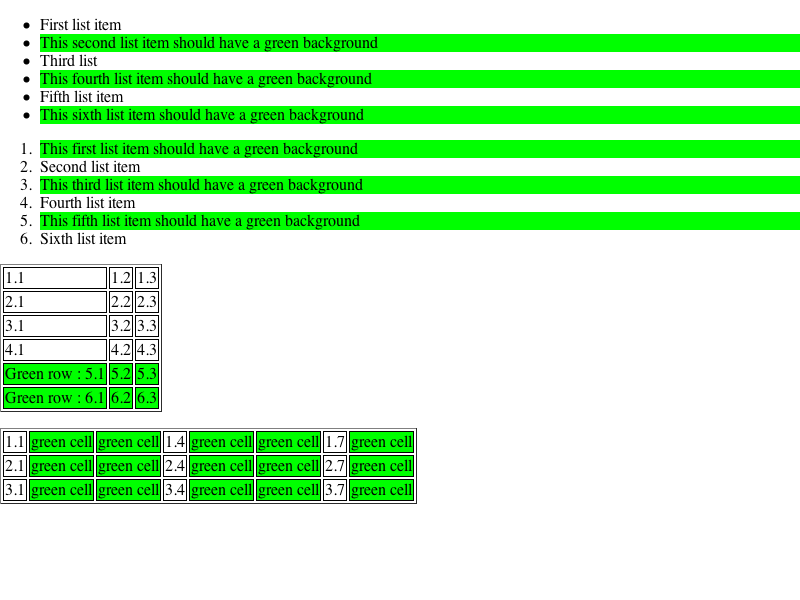 • First list item
• This second list item should have a green background
• Third list
• This fourth list item should have a green background
• Fifth list item
• This sixth list item should have a green background
1. This first list item should have a green background
2. Second list item
3. This third list item should have a green background
4. Fourth list item
5. This fifth list item should have a green background
6. Sixth list item
1.1 1.2 1.3
2.1 2.2 2.3
3.1 3.2 3.3
4.1 4.2 4.3
Green row : 5.1 5.2 5.3
Green row : 6.1 6.2 6.3
1.1 green cell green cell 1.4 green cell green cell 1.7 green cell
2.1 green cell green cell 2.4 green cell green cell 2.7 green cell
3.1 green cell green cell 3.4 green cell green cell 3.7 green cell